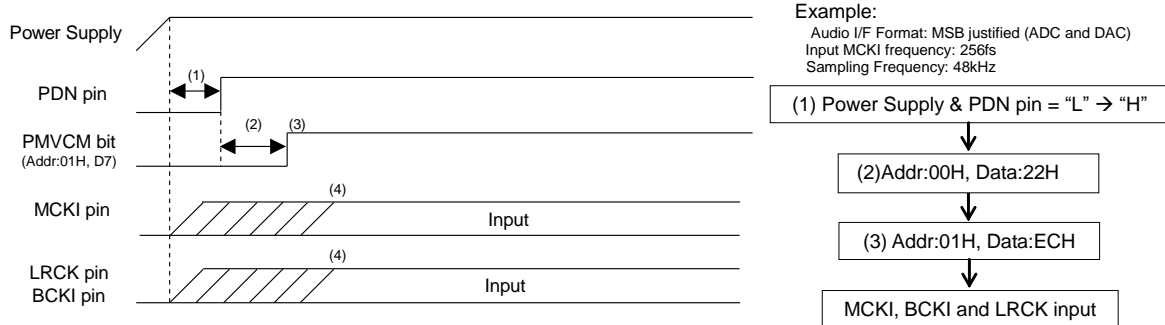 Power Supply
(1)
PDN pin
(2)
(3)
PMVCM bit
(Addr:01H, D7)
(4)
MCKI pin
Input
(4)
LRCK pin
BCKI pin
Input
Example:
Audio I/F Format: MSB justified (ADC and DAC)
Input MCKI frequency: 256fs
Sampling Frequency: 48kHz
(1) Power Supply & PDN pin = “L” → “H”
(2)Addr:00H, Data:22H
(3) Addr:01H, Data:ECH
MCKI, BCKI and LRCK input